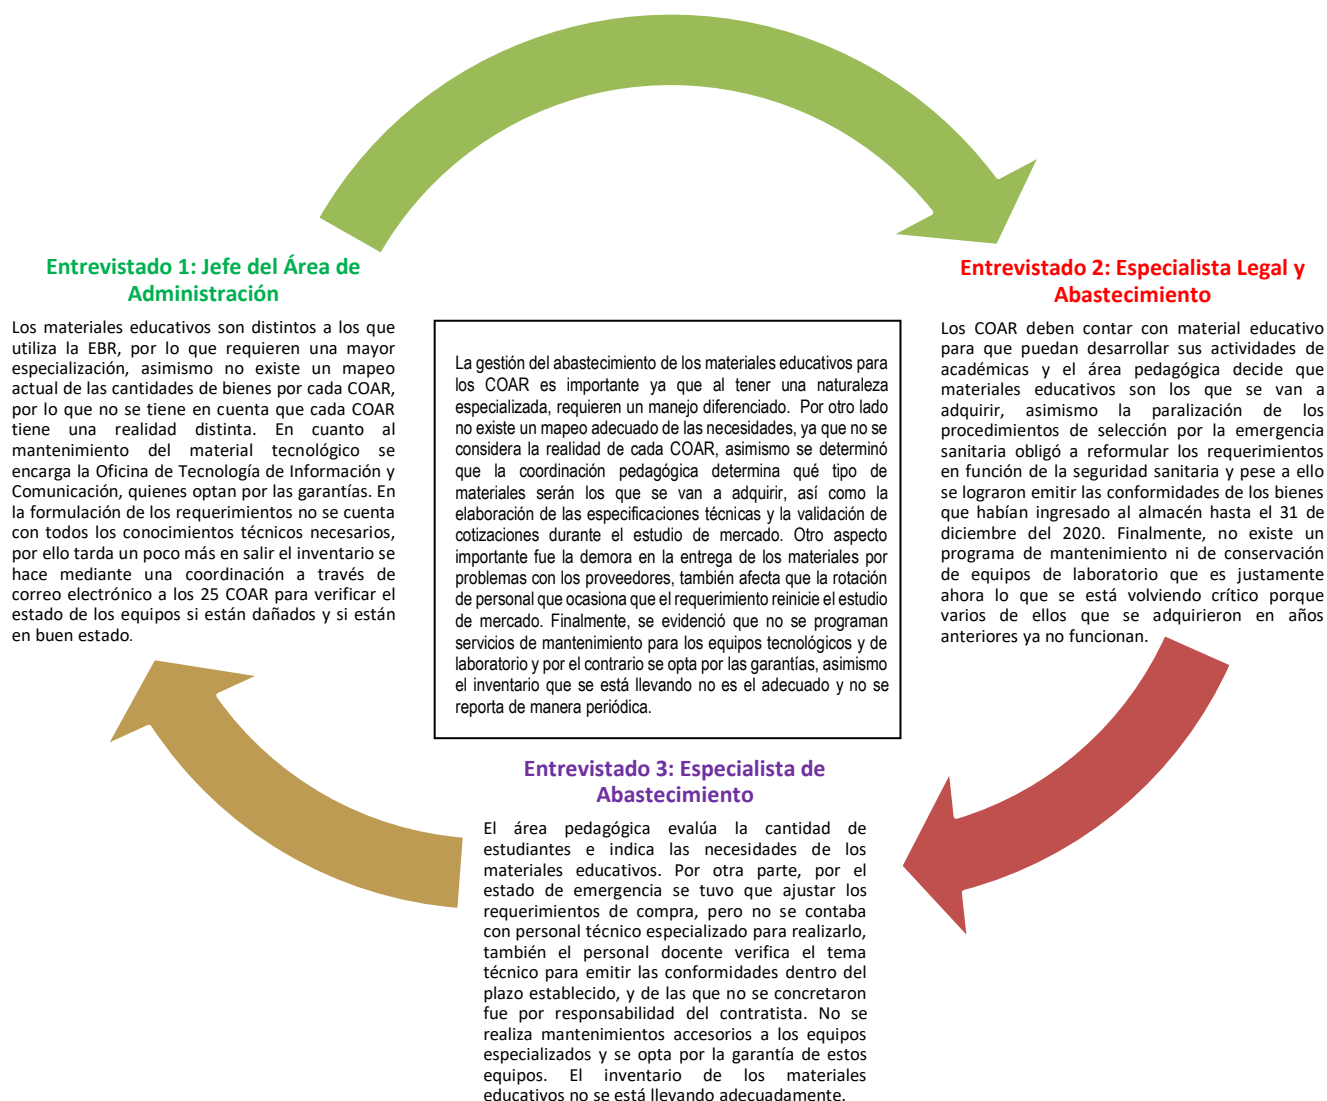 Entrevistado 1: Jefe del Área de
Administración
Los materiales educativos son distintos a los que
utiliza la EBR, por lo que requieren una mayor
especialización, asimismo no existe un mapeo
actual de las cantidades de bienes por cada COAR,
por lo que no se tiene en cuenta que cada COAR
tiene una realidad distinta. En cuanto al
mantenimiento del material tecnológico se
encarga la Oficina de Tecnología de Información y
Comunicación, quienes optan por las garantías. En
la formulación de los requerimientos no se cuenta
con todos los conocimientos técnicos necesarios,
por ello tarda un poco más en salir el inventario se
hace mediante una coordinación a través de
correo electrónico a los 25 COAR para verificar el
estado de los equipos si están dañados y si están
en buen estado.
La gestión del abastecimiento de los materiales educativos para
los COAR es importante ya que al tener una naturaleza
especializada, requieren un manejo diferenciado. Por otro lado
no existe un mapeo adecuado de las necesidades, ya que no se
considera la realidad de cada COAR, asimismo se determinó
que la coordinación pedagógica determina qué tipo de
materiales serán los que se van a adquirir, así como la
elaboración de las especificaciones técnicas y la validación de
cotizaciones durante el estudio de mercado. Otro aspecto
importante fue la demora en la entrega de los materiales por
problemas con los proveedores, también afecta que la rotación
de personal que ocasiona que el requerimiento reinicie el estudio
de mercado. Finalmente, se evidenció que no se programan
servicios de mantenimiento para los equipos tecnológicos y de
laboratorio y por el contrario se opta por las garantías, asimismo
el inventario que se está llevando no es el adecuado y no se
reporta de manera periódica.
Entrevistado 2: Especialista Legal y
Abastecimiento
Los COAR deben contar con material educativo
para que puedan desarrollar sus actividades de
académicas y el área pedagógica decide que
materiales educativos son los que se van a
adquirir, asimismo la paralización de los
procedimientos de selección por la emergencia
sanitaria obligó a reformular los requerimientos
en función de la seguridad sanitaria y pese a ello
se lograron emitir las conformidades de los bienes
que habían ingresado al almacén hasta el 31 de
diciembre del 2020. Finalmente, no existe un
programa de mantenimiento ni de conservación
de equipos de laboratorio que es justamente
ahora lo que se está volviendo crítico porque
varios de ellos que se adquirieron en años
anteriores ya no funcionan.
Entrevistado 3: Especialista de
Abastecimiento
El área pedagógica evalúa la cantidad de
estudiantes e indica las necesidades de los
materiales educativos. Por otra parte, por el
estado de emergencia se tuvo que ajustar los
requerimientos de compra, pero no se contaba
con personal técnico especializado para realizarlo,
también el personal docente verifica el tema
técnico para emitir las conformidades dentro del
plazo establecido, y de las que no se concretaron
fue por responsabilidad del contratista. No se
realiza mantenimientos accesorios a los equipos
especializados y se opta por la garantía de estos
equipos. El inventario de los materiales
educativos no se está llevando adecuadamente.